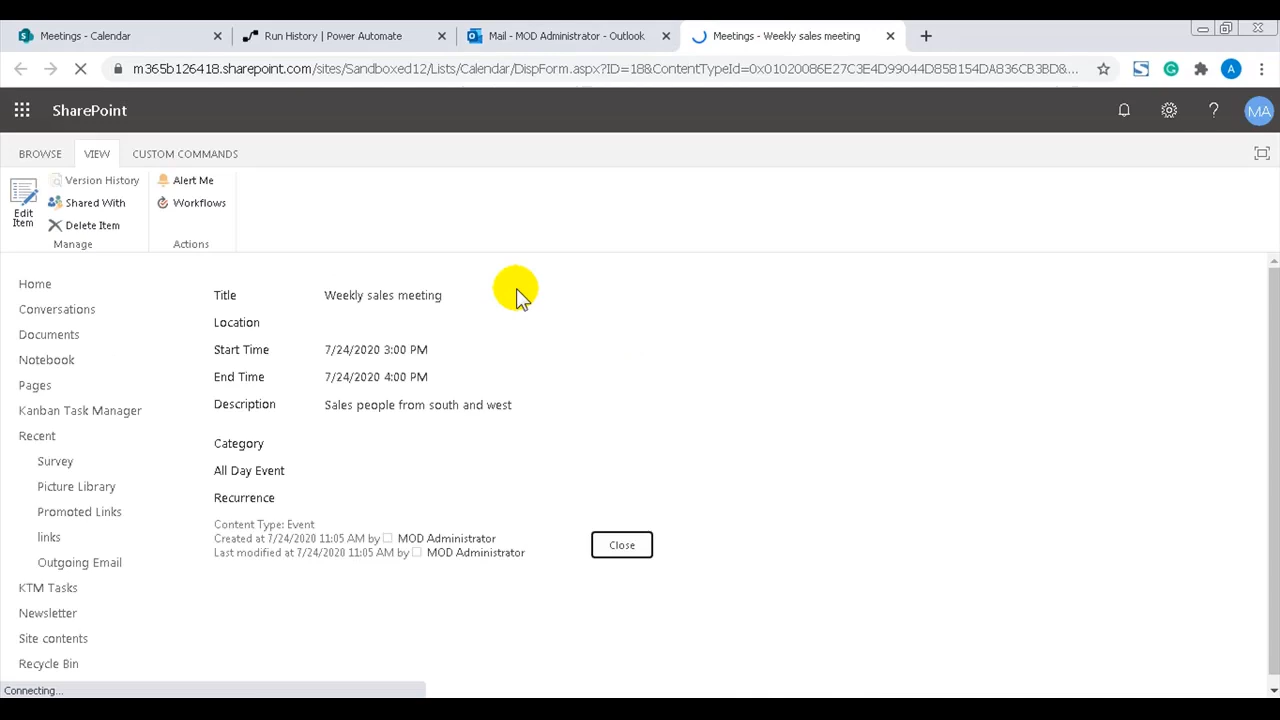 Meetings - Calendar
Run History | Power Automate
Mail - MOD Administrator - Outlook
Meetings - Weekly sales meeting
m365b126418.sharepoint.com/sites/Sandboxed12/Lists/Calendar/DispForm.aspx?ID=18&ContentTypeId=0x01020086E27C3E4D99044D858154DA836CB3BD&...
S
G
A
SharePoint
?
MA
BROWSE
VIEW
CUSTOM COMMANDS
Edit
Item
Version History
Shared With
Delete Item
Manage
Alert Me
Workflows
Actions
Home
Conversations
Documents
Notebook
Pages
Kanban Task Manager
Recent
Survey
Picture Library
Promoted Links
links
Outgoing Email
KTM Tasks
Newsletter
Site contents
Recycle Bin
Title Weekly sales meeting
Location
Start Time 7/24/2020 3:00 PM
End Time 7/24/2020 4:00 PM
Description Sales people from south and west
Category
All Day Event
Recurrence
Content Type: Event
Created at 7/24/2020 11:05 AM by MOD Administrator
Last modified at 7/24/2020 11:05 AM by MOD Administrator
Close
Connecting...